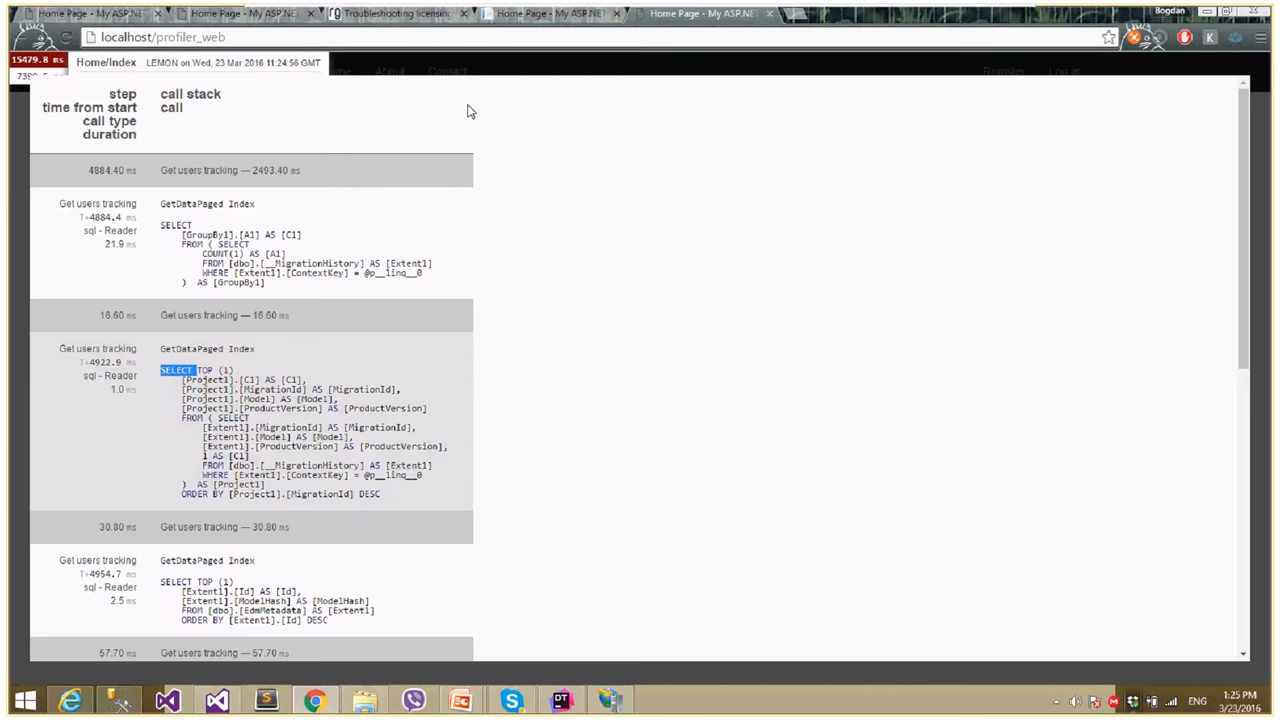 Home Page - My ASP.NE
Home Page - My ASP.NE
Troubleshooting licensing
Home Page - My ASP.NE
Home Page - My ASP.NE
Bogdan
localhost/profiler_web
15479.8 ms
Home/Index
LEMON on Wed, 23 Mar 2016 11:24:56 GMT
About
Contact
Register
Log in
step
call stack
time from start
call
call type
duration
4884.40 ms
Get users tracking — 2493.40 ms
Get users tracking
GetDataPaged Index
T+4884.4 ms
sql - Reader
21.9 ms
SELECT
[GroupBy1].[A1] AS [C1]
FROM ( SELECT
COUNT(1) AS [A1]
FROM [dbo].[__MigrationHistory] AS [Extent1]
WHERE [Extent1].[ContextKey] = @p__linq__0
) AS [GroupBy1]
16.60 ms
Get users tracking — 16.60 ms
Get users tracking
GetDataPaged Index
T+4922.9 ms
sql - Reader
1.0 ms
SELECT TOP (1)
[Project1].[C1] AS [C1],
[Project1].[MigrationId] AS [MigrationId],
[Project1].[Model] AS [Model],
[Project1].[ProductVersion] AS [ProductVersion]
FROM ( SELECT
[Extent1].[MigrationId] AS [MigrationId],
[Extent1].[Model] AS [Model],
[Extent1].[ProductVersion] AS [ProductVersion],
1 AS [C1]
FROM [dbo].[__MigrationHistory] AS [Extent1]
WHERE [Extent1].[ContextKey] = @p__linq__0
) AS [Project1]
ORDER BY [Project1].[MigrationId] DESC
30.80 ms
Get users tracking — 30.80 ms
Get users tracking
GetDataPaged Index
T+4954.7 ms
sql - Reader
2.5 ms
SELECT TOP (1)
[Extent1].[Id] AS [Id],
[Extent1].[ModelHash] AS [ModelHash]
FROM [dbo].[EdmMetadata] AS [Extent1]
ORDER BY [Extent1].[Id] DESC
57.70 ms
Get users tracking — 57.70 ms
ENG
1:25 PM
3/23/2016